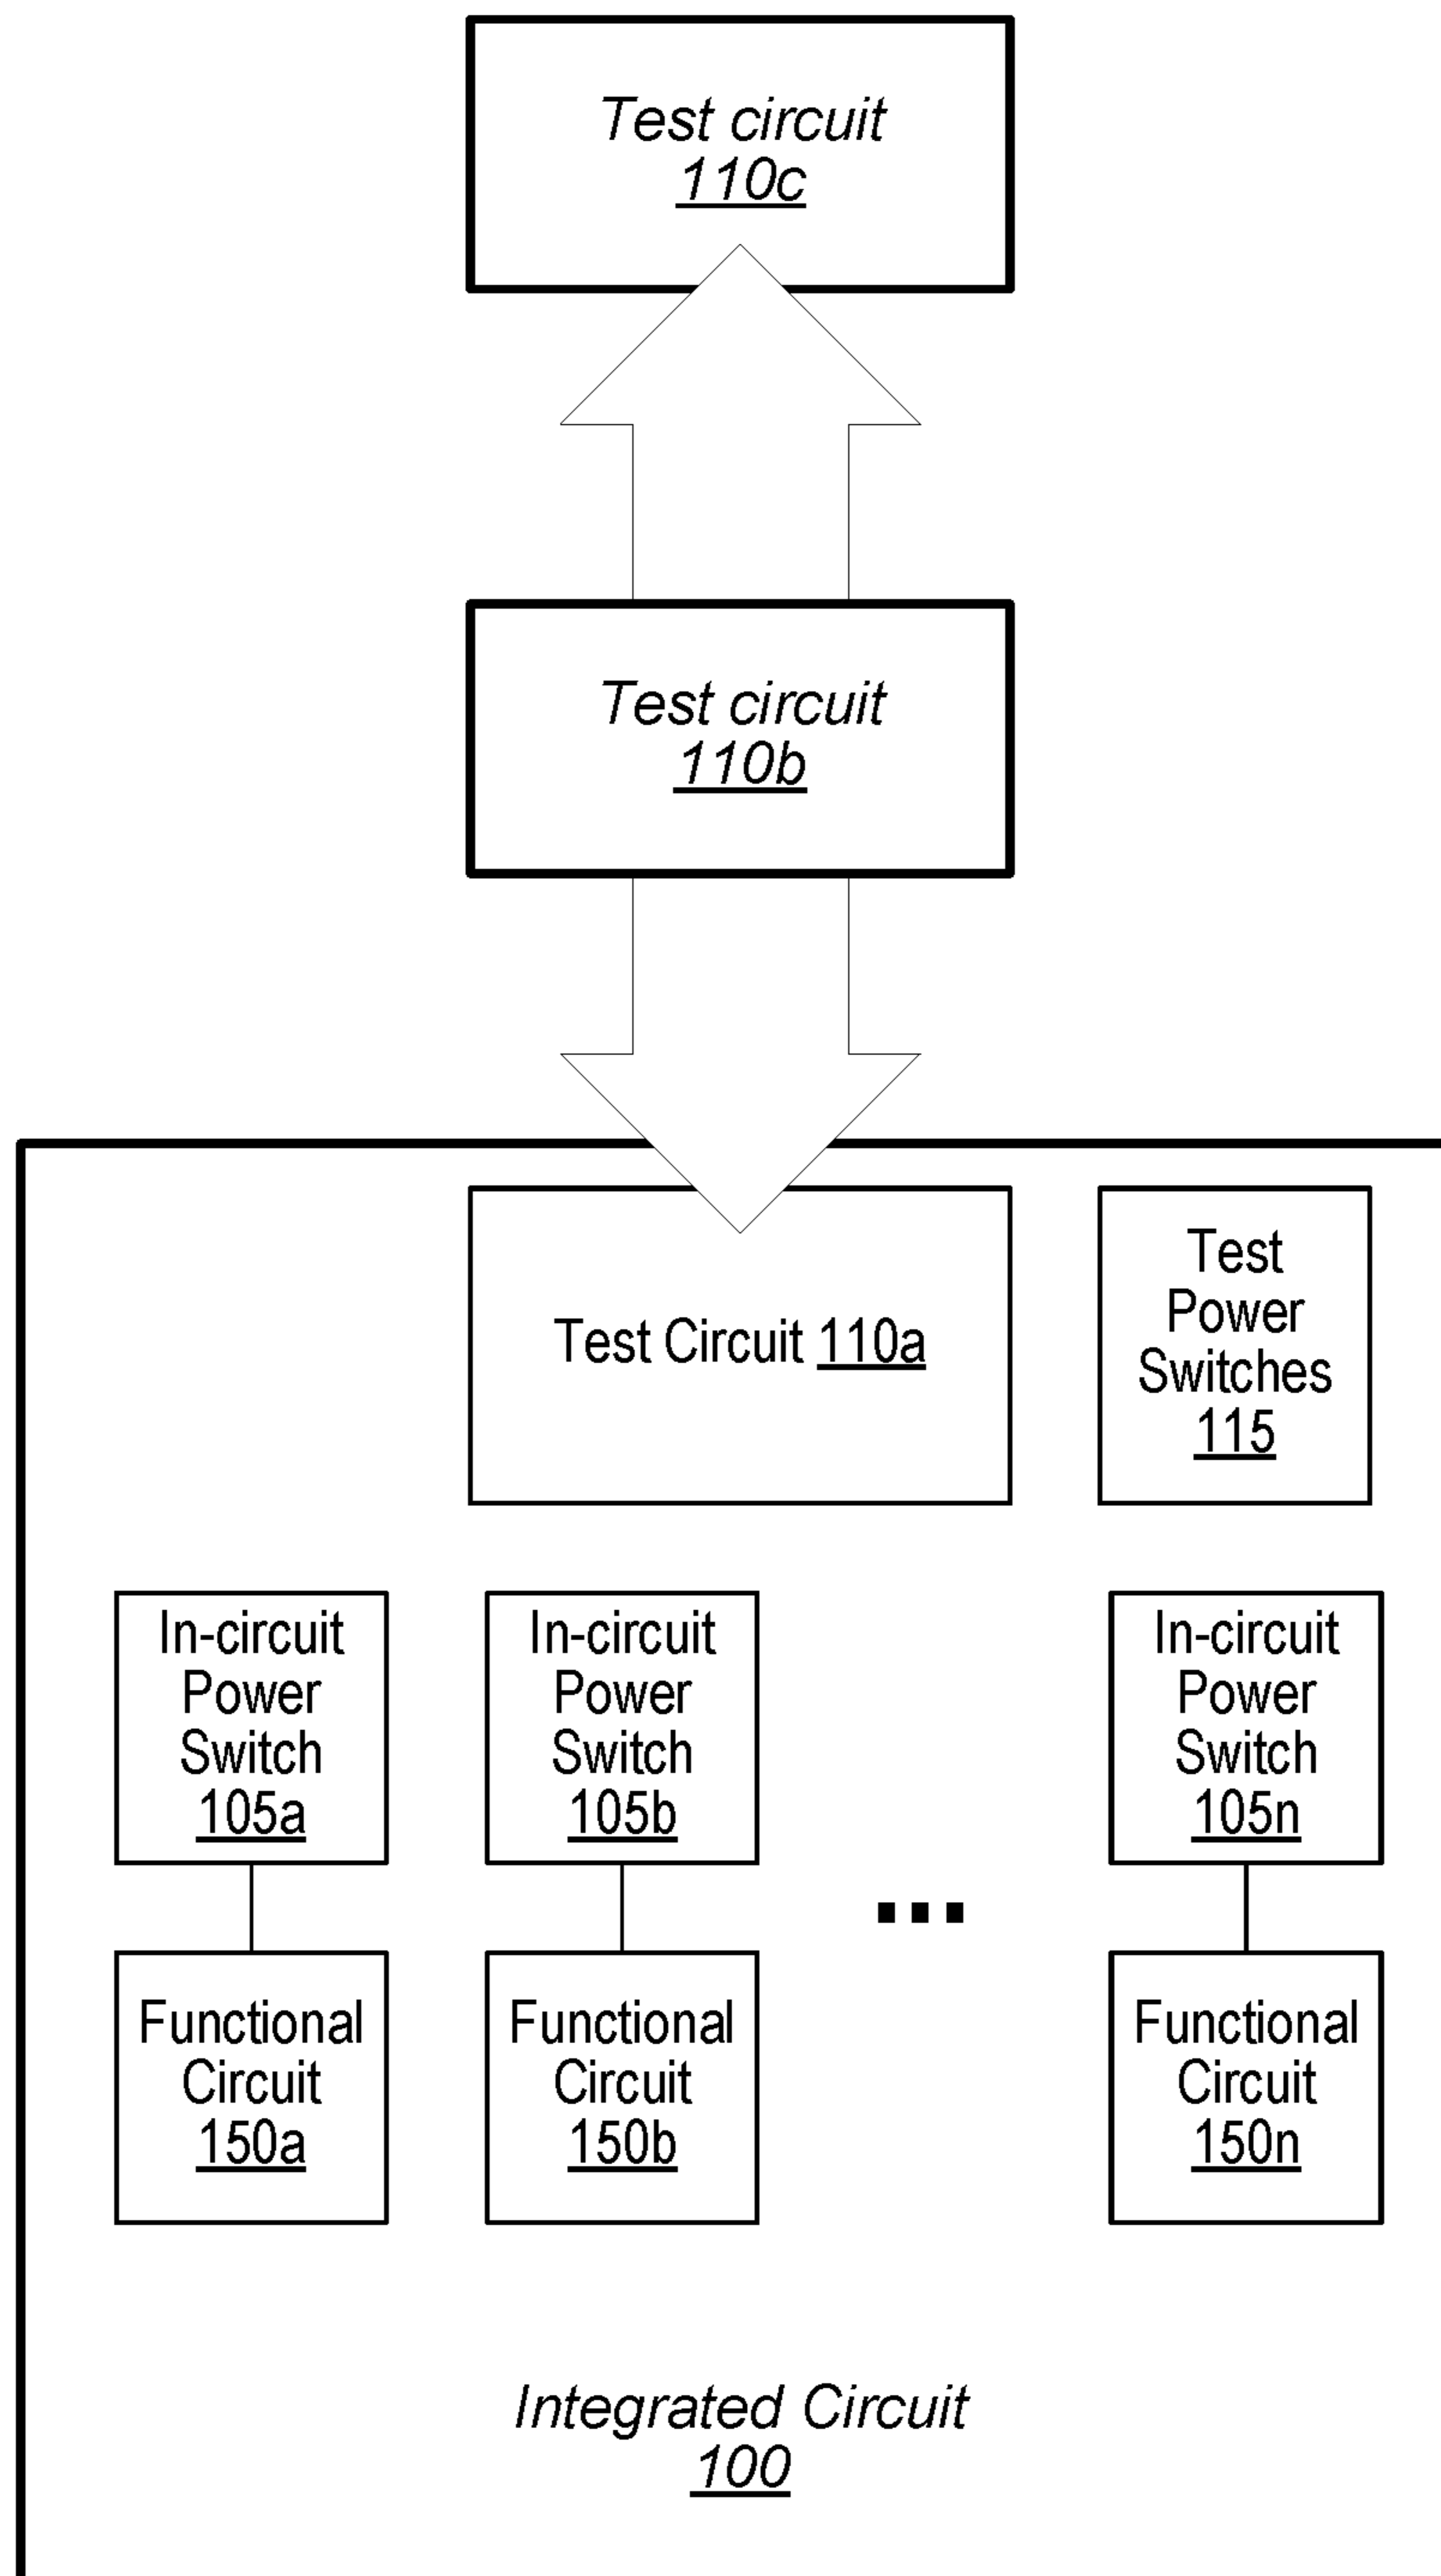 Test circuit
110c
Test circuit
110b
Test Circuit 110a
Test
Power
Switches
115
In-circuit
Power
Switch
105a
In-circuit
Power
Switch
105b
In-circuit
Power
Switch
105n
...
Functional
Circuit
150a
Functional
Circuit
150b
Functional
Circuit
150n
Integrated Circuit
100